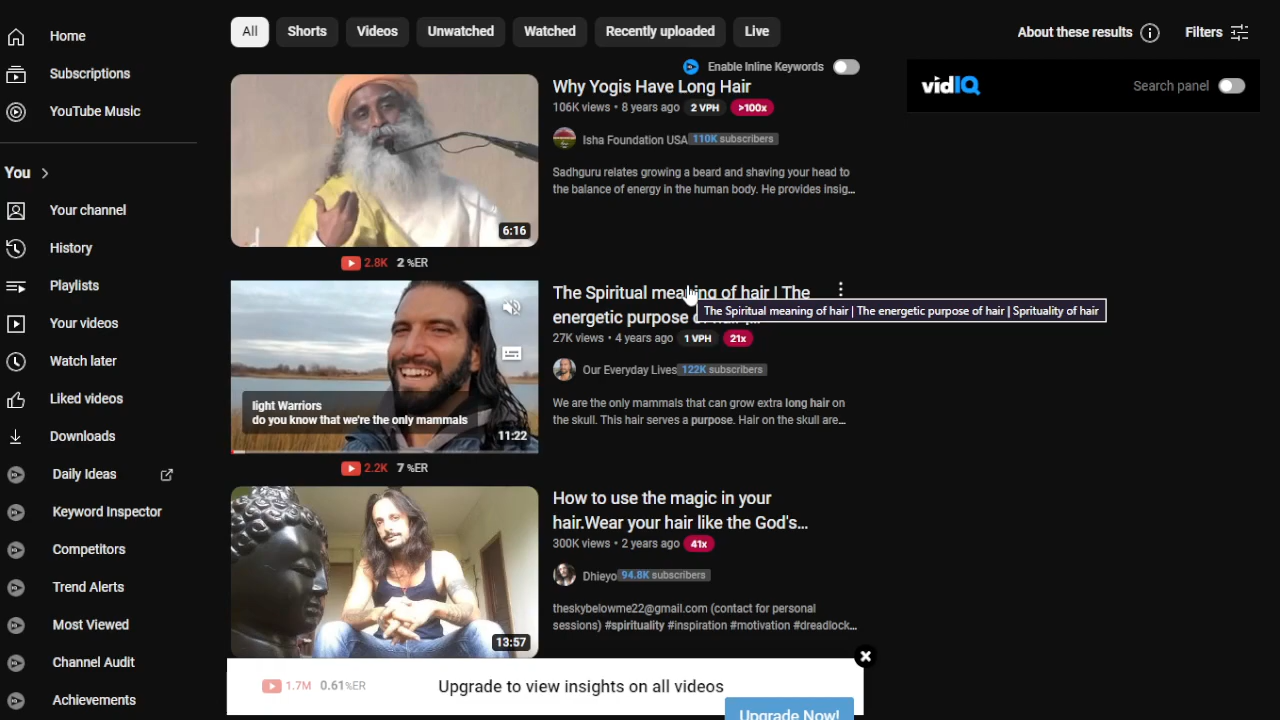 Home
Subscriptions
YouTube Music
You
Your channel
History
Playlists
Your videos
Watch later
Liked videos
Downloads
Daily Ideas
Keyword Inspector
Competitors
Trend Alerts
Most Viewed
Channel Audit
Achievements
All
Shorts
Videos
Unwatched
Watched
Recently uploaded
Live
About these results
Filters
Enable Inline Keywords
vidIQ
Search panel
6:16
Why Yogis Have Long Hair
106K views • 8 years ago 2 VPH >100x
Isha Foundation USA 110K subscribers
Sadhguru relates growing a beard and shaving your head to
the balance of energy in the human body. He provides insig...
2.8K 2 %ER
light Warriors
do you know that we're the only mammals
11:22
The Spiritual meaning of hair | The
energetic purpose
The Spiritual meaning of hair | The energetic purpose of hair | Sprituality of hair
27K views • 4 years ago 1 VPH 21x
Our Everyday Lives 122K subscribers
We are the only mammals that can grow extra long hair on
the skull. This hair serves a purpose. Hair on the skull are...
2.2K 7 %ER
13:57
How to use the magic in your
hair.Wear your hair like the God's...
300K views • 2 years ago 41x
Dhieyo 94.8K subscribers
theskybelowme22@gmail.com (contact for personal
sessions) #spirituality #inspiration #motivation #dreadlock...
1.7M 0.61%ER
Upgrade to view insights on all videos
Upgrade Now!